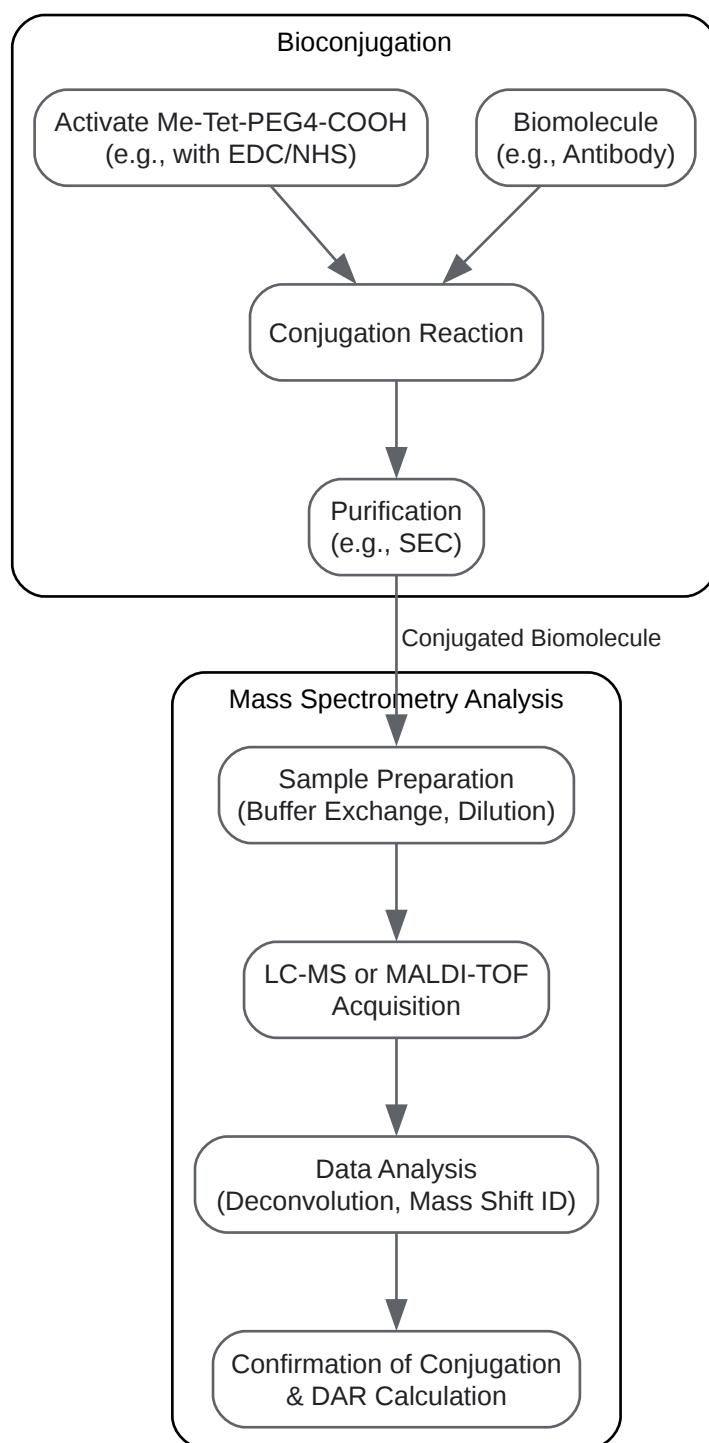 Bioconjugation
Activate Me-Tet-PEG4-COOH
(e.g., with EDC/NHS)
Biomolecule
(e.g., Antibody)
Conjugation Reaction
Purification
(e.g., SEC)
Conjugated Biomolecule
Mass Spectrometry Analysis
Sample Preparation
(Buffer Exchange, Dilution)
LC-MS or MALDI-TOF
Acquisition
Data Analysis
(Deconvolution, Mass Shift ID)
Confirmation of Conjugation
& DAR Calculation